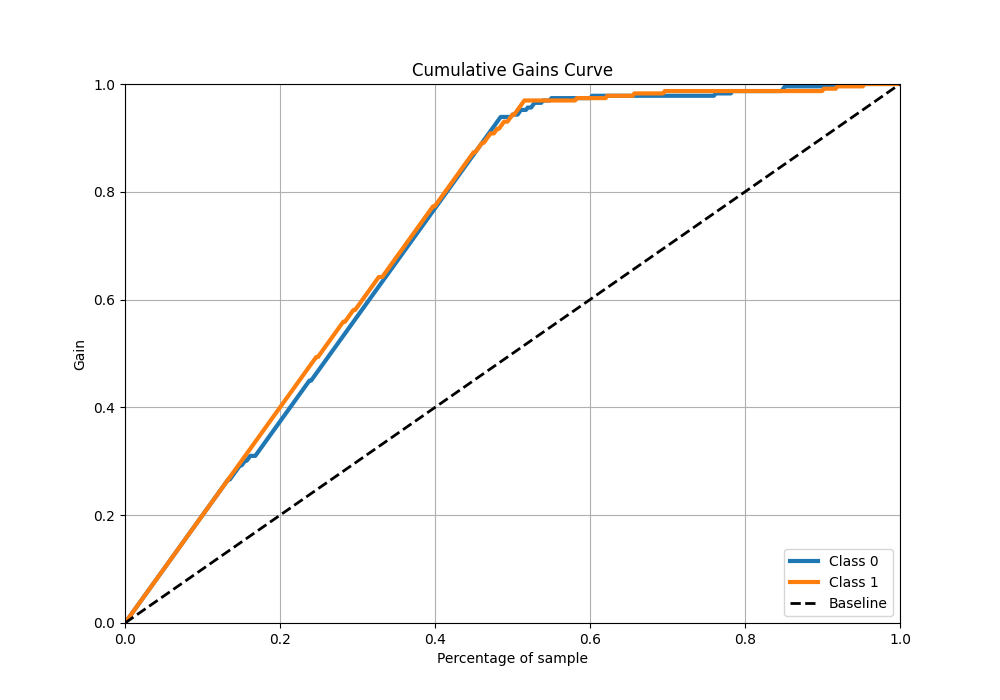 Cumulative Gains Curve
1.0
0.8
0.6
0.4
0.2
0.0
Gain
0.0 0.2 0.4 0.6 0.8 1.0
Percentage of sample
Class 0
Class 1
Baseline